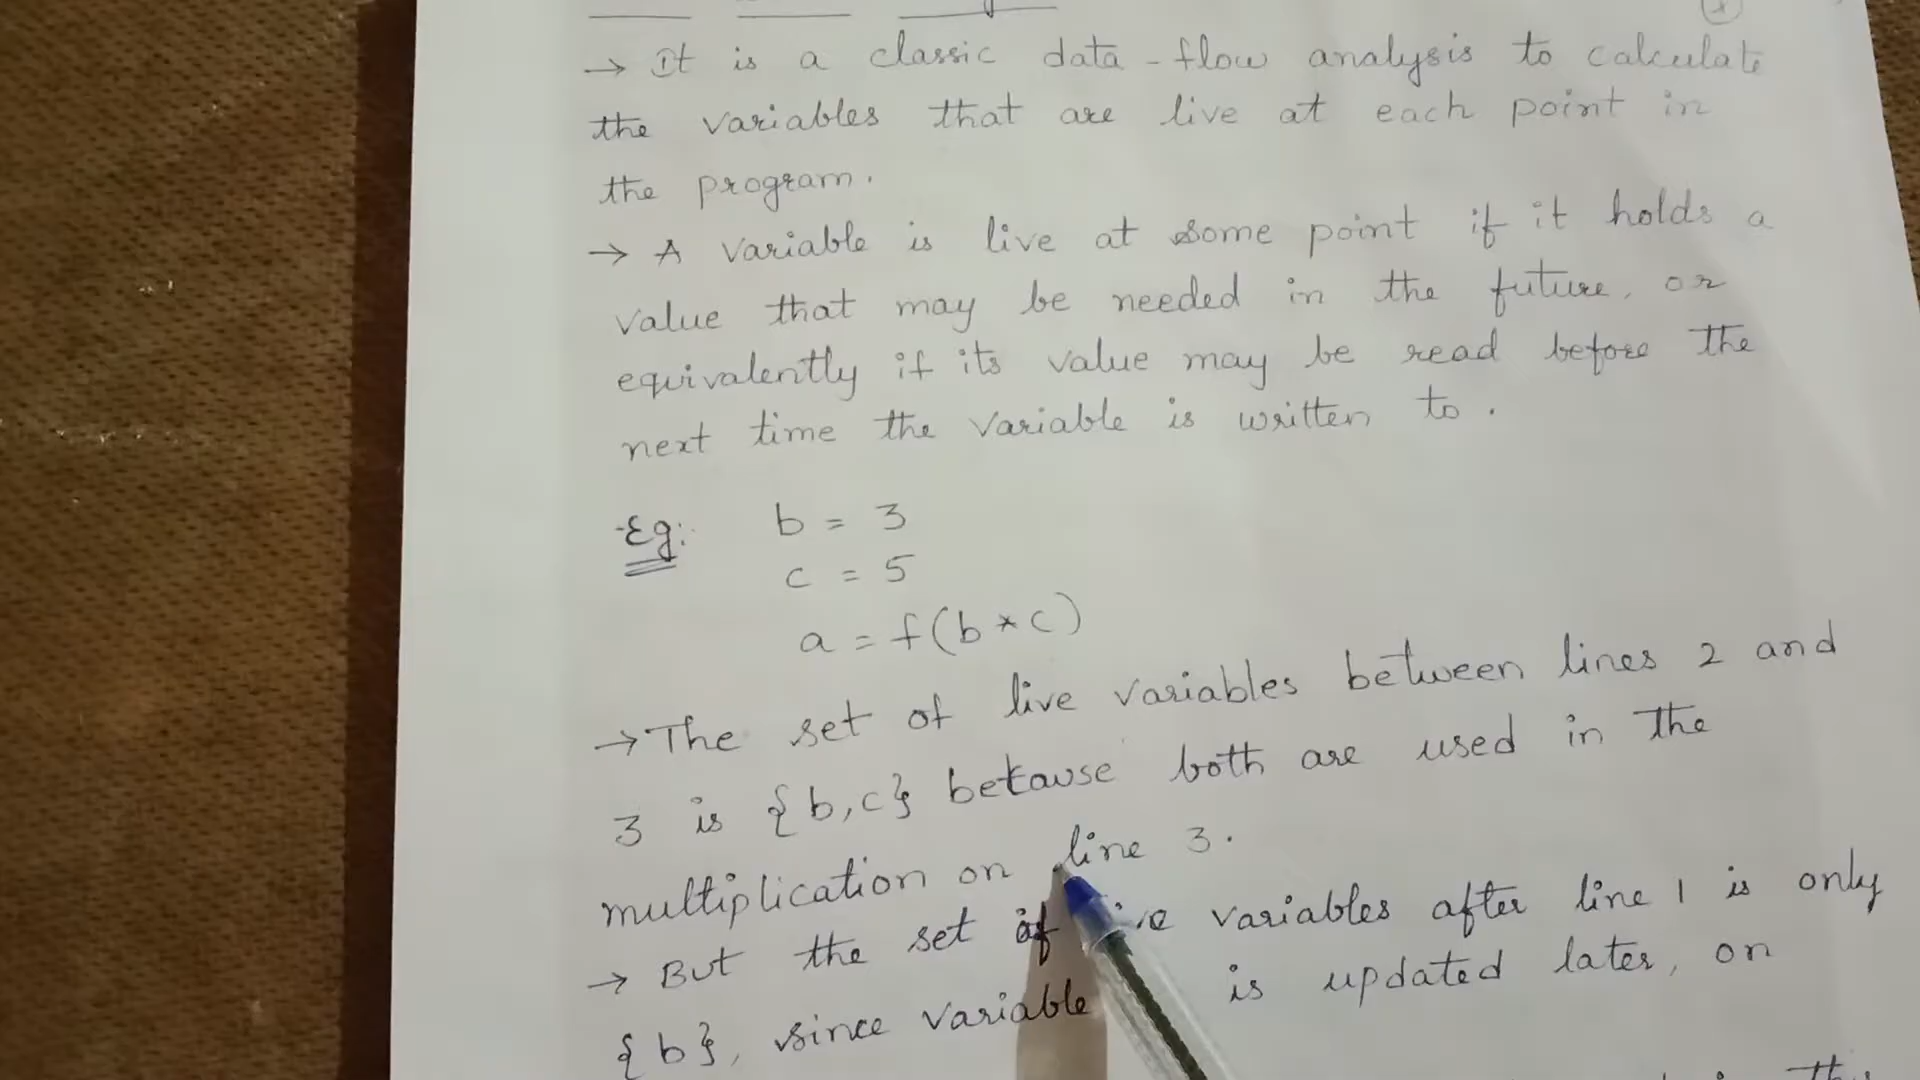 → It is a classic data-flow analysis to calculate
the variables that are live at each point in
the program.
→ A variable is live at some point if it holds a
value that may be needed in the future, or
equivalently if its value may be read before the
next time the variable is written to.
Eg:
b = 3
c = 5
a = f(b*c)
→ The set of live variables between lines 2 and
3 is {b,c} because both are used in the
multiplication on line 3.
→ But the set of variables after line 1 is only
{b}, since variable is updated later, on